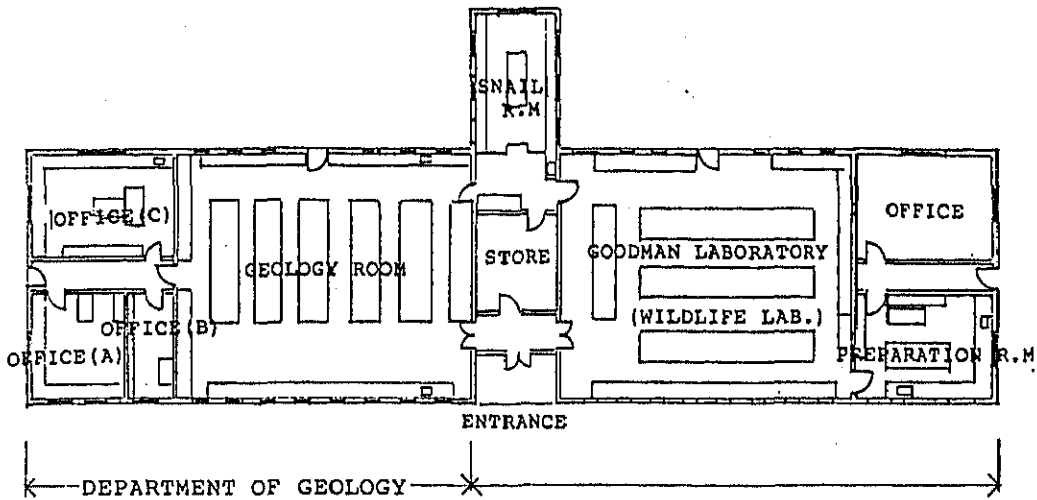 SNAIL
R.M
OFFICE(C)
OFFICE
GEOLOGY ROOM
STORE
GOODMAN LABORATORY
(WILDLIFE LAB.)
OFFICE(B)
OFFICE(A)
PREPARATION R.M
ENTRANCE
DEPARTMENT OF GEOLOGY